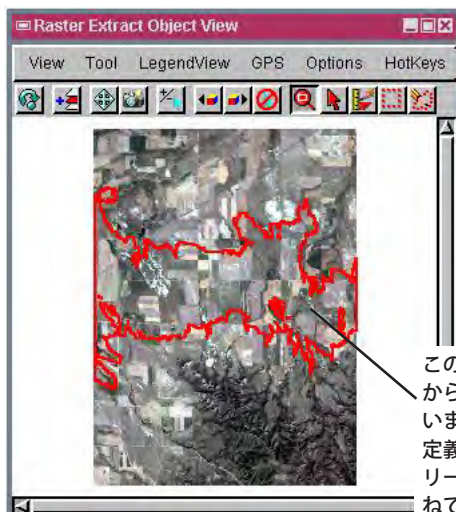 Raster Extract Object View
View Tool LegendView GPS Options HotKeys
この
から
いま
定義
リー
ねて